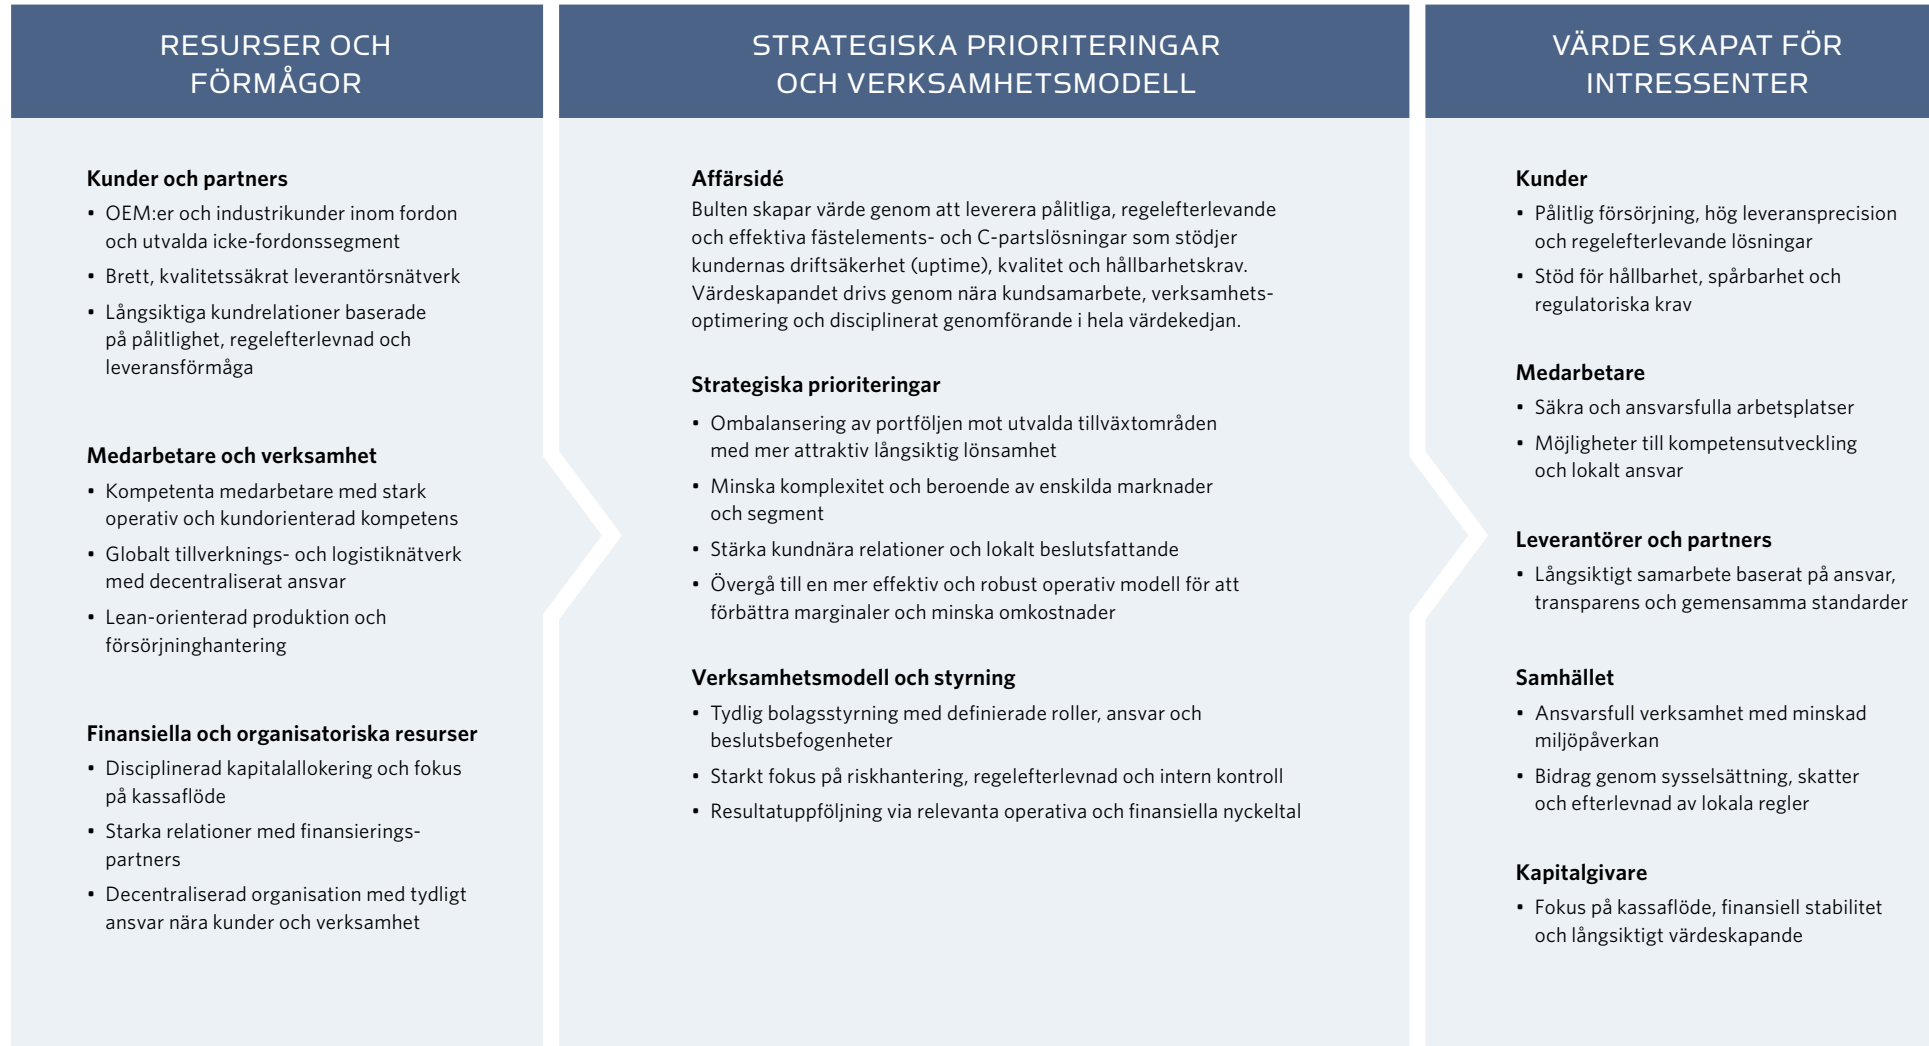 RESURSER OCH
FÖRMÅGOR
Kunder och partners
• OEM:er och industrikunder inom fordon
och utvalda icke-fordonssegment
• Brett, kvalitetssäkrat leverantörsnätverk
• Långsiktiga kundrelationer baserade
på pålitlighet, regelefterlevnad och
leveransförmåga
Medarbetare och verksamhet
• Kompetenta medarbetare med stark
operativ och kundorienterad kompetens
• Globalt tillverknings- och logistiknätverk
med decentraliserat ansvar
• Lean-orienterad produktion och
försörjninghantering
Finansiella och organisatoriska resurser
• Disciplinerad kapitalallokering och fokus
på kassaflöde
• Starka relationer med finansierings-
partners
• Decentraliserad organisation med tydligt
ansvar nära kunder och verksamhet
STRATEGISKA PRIORITERINGAR
OCH VERKSAMHETSMODELL
Affärsidé
Bulten skapar värde genom att leverera pålitliga, regelefterlevande
och effektiva fästelements- och C-partslösningar som stödjer
kundernas driftsäkerhet (uptime), kvalitet och hållbarhetskrav.
Värdeskapandet drivs genom nära kundsamarbete, verksamhets-
optimering och disciplinerat genomförande i hela värdekedjan.
Strategiska prioriteringar
• Ombalansering av portföljen mot utvalda tillväxtområden
med mer attraktiv långsiktig lönsamhet
• Minska komplexitet och beroende av enskilda marknader
och segment
• Stärka kundnära relationer och lokalt beslutsfattande
• Övergå till en mer effektiv och robust operativ modell för att
förbättra marginaler och minska omkostnader
Verksamhetsmodell och styrning
• Tydlig bolagsstyrning med definierade roller, ansvar och
beslutsbefogenheter
• Starkt fokus på riskhantering, regelefterlevnad och intern kontroll
• Resultatuppföljning via relevanta operativa och finansiella nyckeltal
VÄRDE SKAPAT FÖR
INTRESSENTER
Kunder
• Pålitlig försörjning, hög leveransprecision
och regelefterlevande lösningar
• Stöd för hållbarhet, spårbarhet och
regulatoriska krav
Medarbetare
• Säkra och ansvarsfulla arbetsplatser
• Möjligheter till kompetensutveckling
och lokalt ansvar
Leverantörer och partners
• Långsiktigt samarbete baserat på ansvar,
transparens och gemensamma standarder
Samhället
• Ansvarsfull verksamhet med minskad
miljöpåverkan
• Bidrag genom sysselsättning, skatter
och efterlevnad av lokala regler
Kapitalgivare
• Fokus på kassaflöde, finansiell stabilitet
och långsiktigt värdeskapande